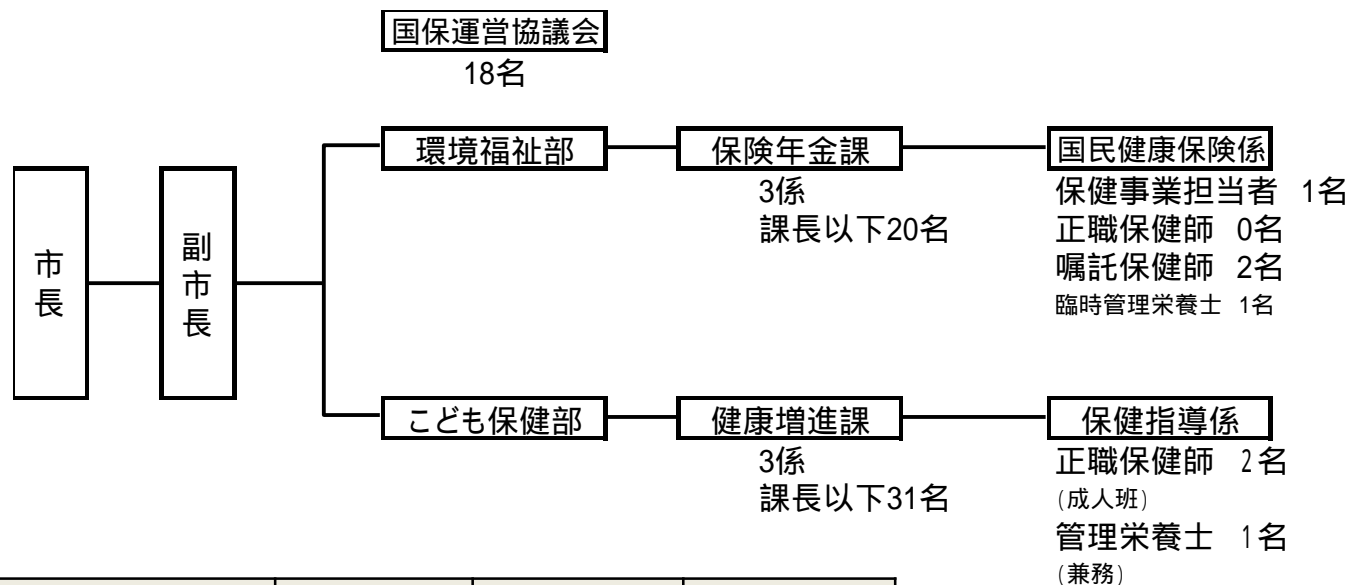 国保運営協議会
18名
市長
副市長
環境福祉部
保険年金課
3係
課長以下20名
国民健康保険係
保健事業担当者 1名
正職保健師 0名
嘱託保健師 2名
臨時管理栄養士 1名
こども保健部
健康増進課
3係
課長以下31名
保健指導係
正職保健師 2名
(成人班)
管理栄養士 1名
(兼務)